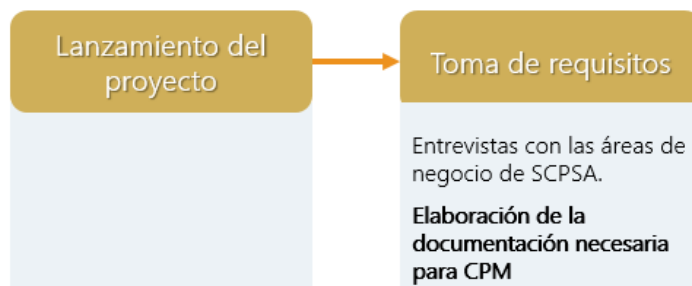 Lanzamiento del
proyecto
Toma de requisitos
Entrevistas con las áreas de
negocio de SCPSA.
Elaboración de la
documentación necesaria
para CPM